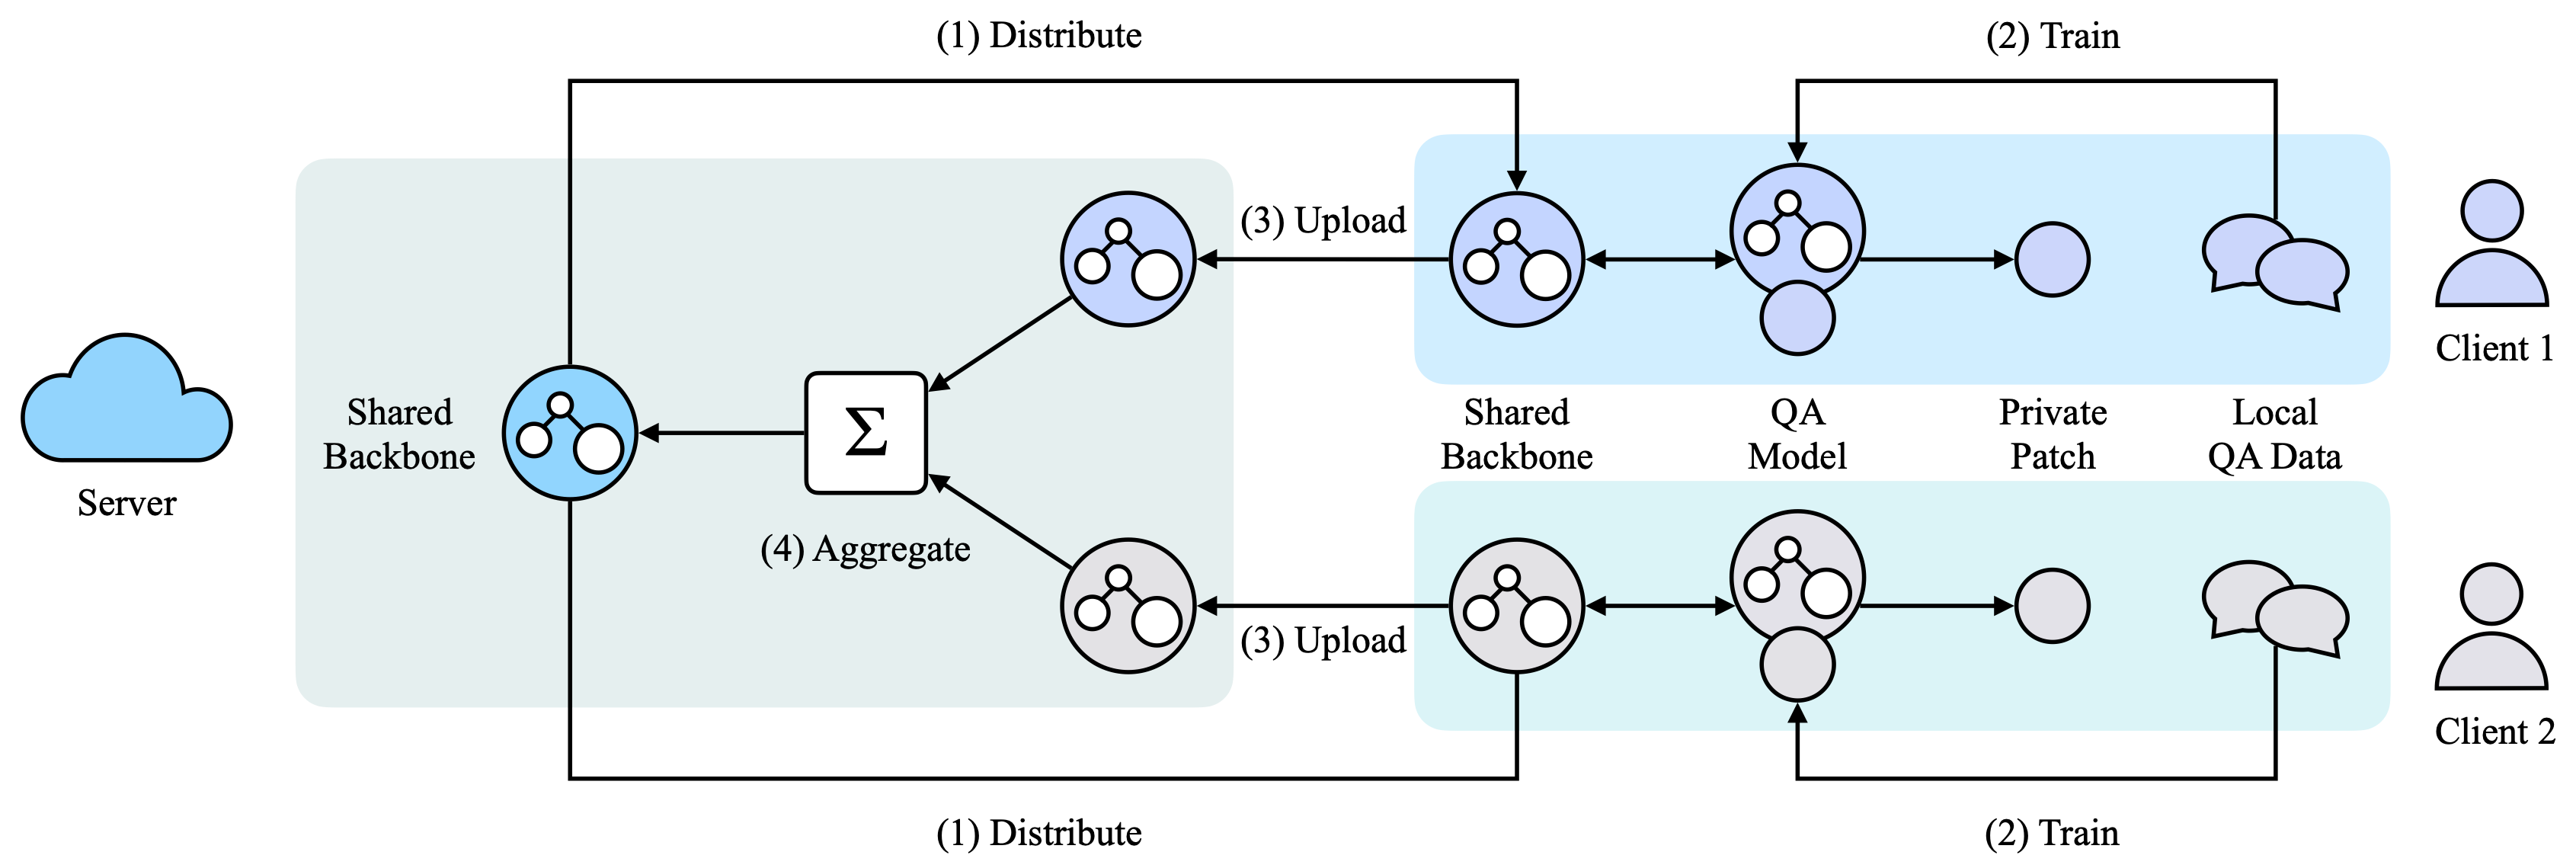 (1) Distribute
(2) Train
(3) Upload
Client 1
Shared
Backbone
Σ
Shared
Backbone
QA
Model
Private
Patch
Local
QA Data
Server
(4) Aggregate
(3) Upload
Client 2
(1) Distribute
(2) Train